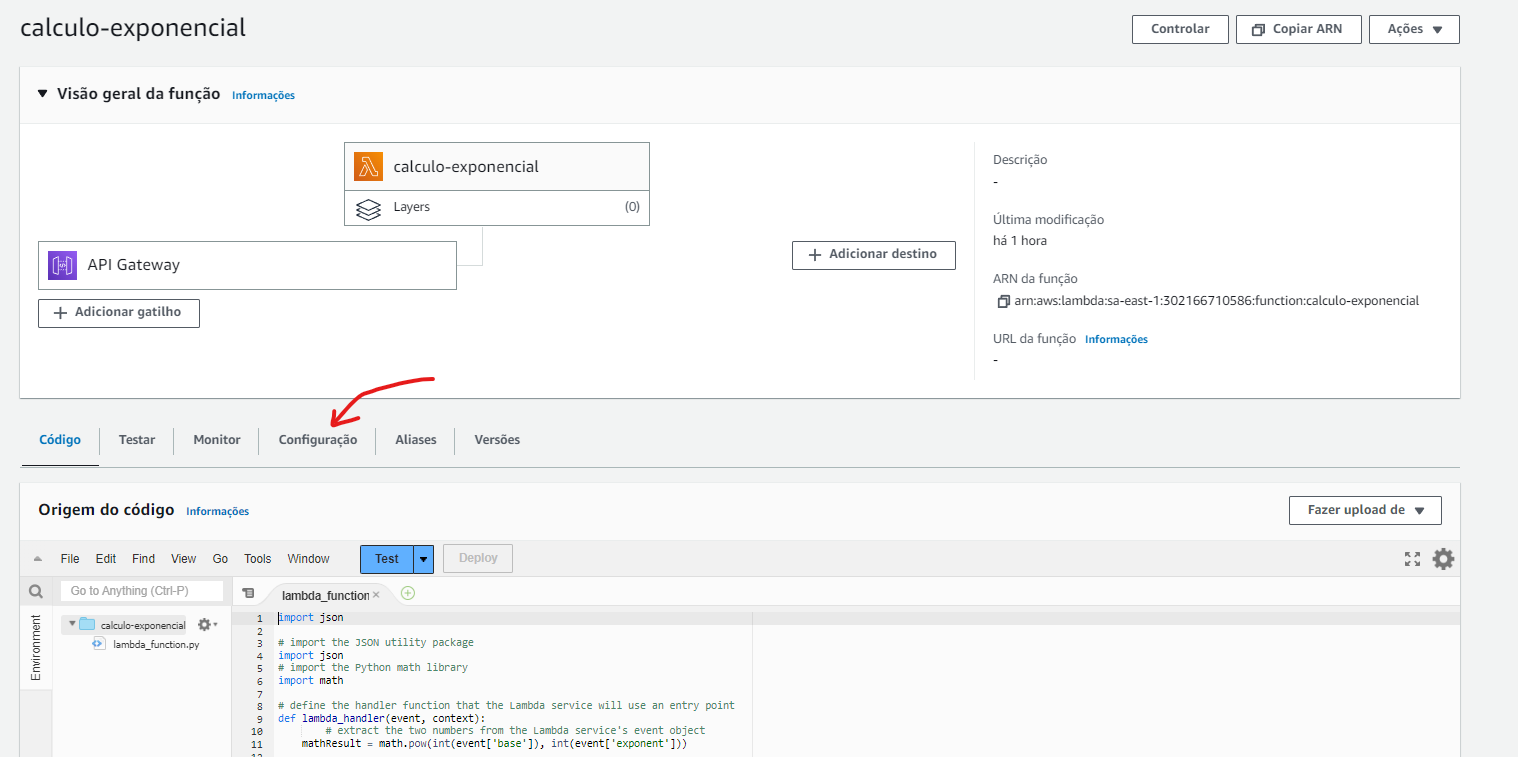 calculo-exponencial
Controlar
Copiar ARN
Ações
Visão geral da função Informações
calculo-exponencial
Layers (0)
API Gateway
Adicionar gatilho
Adicionar destino
Descrição
-
Última modificação
há 1 hora
ARN da função
arn:aws:lambda:sa-east-1:302166710586:function:calculo-exponencial
URL da função Informações
-
Código
Testar
Monitor
Configuração
Aliases
Versões
Origem do código Informações
Fazer upload de
File Edit Find View Go Tools Window
Test
Deploy
Go to Anything (Ctrl-P)
Environment
calculo-exponencial
lambda_function.py
lambda_function
1 import json
2
3 # import the JSON utility package
4 import json
5 # import the Python math library
6 import math
7
8 # define the handler function that the Lambda service will use an entry point
9 def lambda_handler(event, context):
10 # extract the two numbers from the Lambda service's event object
11 mathResult = math.pow(int(event['base']), int(event['exponent']))